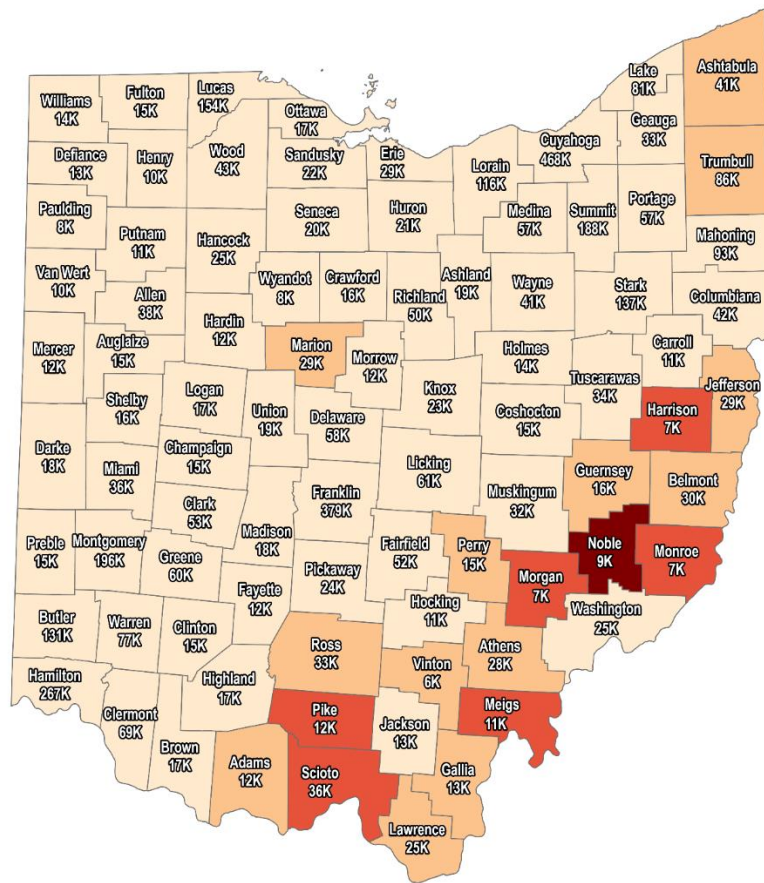 Ashtabula
41K
Lake
81K
Lucas
154K
Fulton
15K
Williams
14K
Ottawa
17K
Geauga
33K
Cuyahoga
468K
Wood
43K
Trumbull
86K
Defiance
13K
Henry
10K
Sandusky
22K
Erie
29K
Lorain
116K
Portage
57K
Paulding
8K
Seneca
20K
Huron
21K
Medina
57K
Summit
188K
Putnam
11K
Hancock
25K
Mahoning
93K
Van Wert
10K
Wyandot
8K
Crawford
16K
Ashland
19K
Richland
50K
Wayne
41K
Stark
137K
Columbiana
42K
Allen
38K
Hardin
12K
Mercer
12K
Auglaize
15K
Marion
29K
Morrow
12K
Holmes
14K
Carroll
11K
Tuscarawas
34K
Jefferson
29K
Shelby
16K
Logan
17K
Union
19K
Knox
23K
Coshocton
15K
Harrison
7K
Delaware
58K
Darke
18K
Miami
36K
Champaign
15K
Licking
61K
Guernsey
16K
Belmont
30K
Clark
53K
Franklin
379K
Muskingum
32K
Madison
18K
Preble
15K
Montgomery
196K
Greene
60K
Fairfield
52K
Perry
15K
Noble
9K
Monroe
7K
Pickaway
24K
Morgan
7K
Fayette
12K
Hocking
11K
Washington
25K
Butler
131K
Warren
77K
Clinton
15K
Ross
33K
Athens
28K
Vinton
6K
Hamilton
267K
Highland
17K
Clermont
69K
Pike
12K
Meigs
11K
Jackson
13K
Brown
17K
Adams
12K
Scioto
36K
Gallia
13K
Lawrence
25K